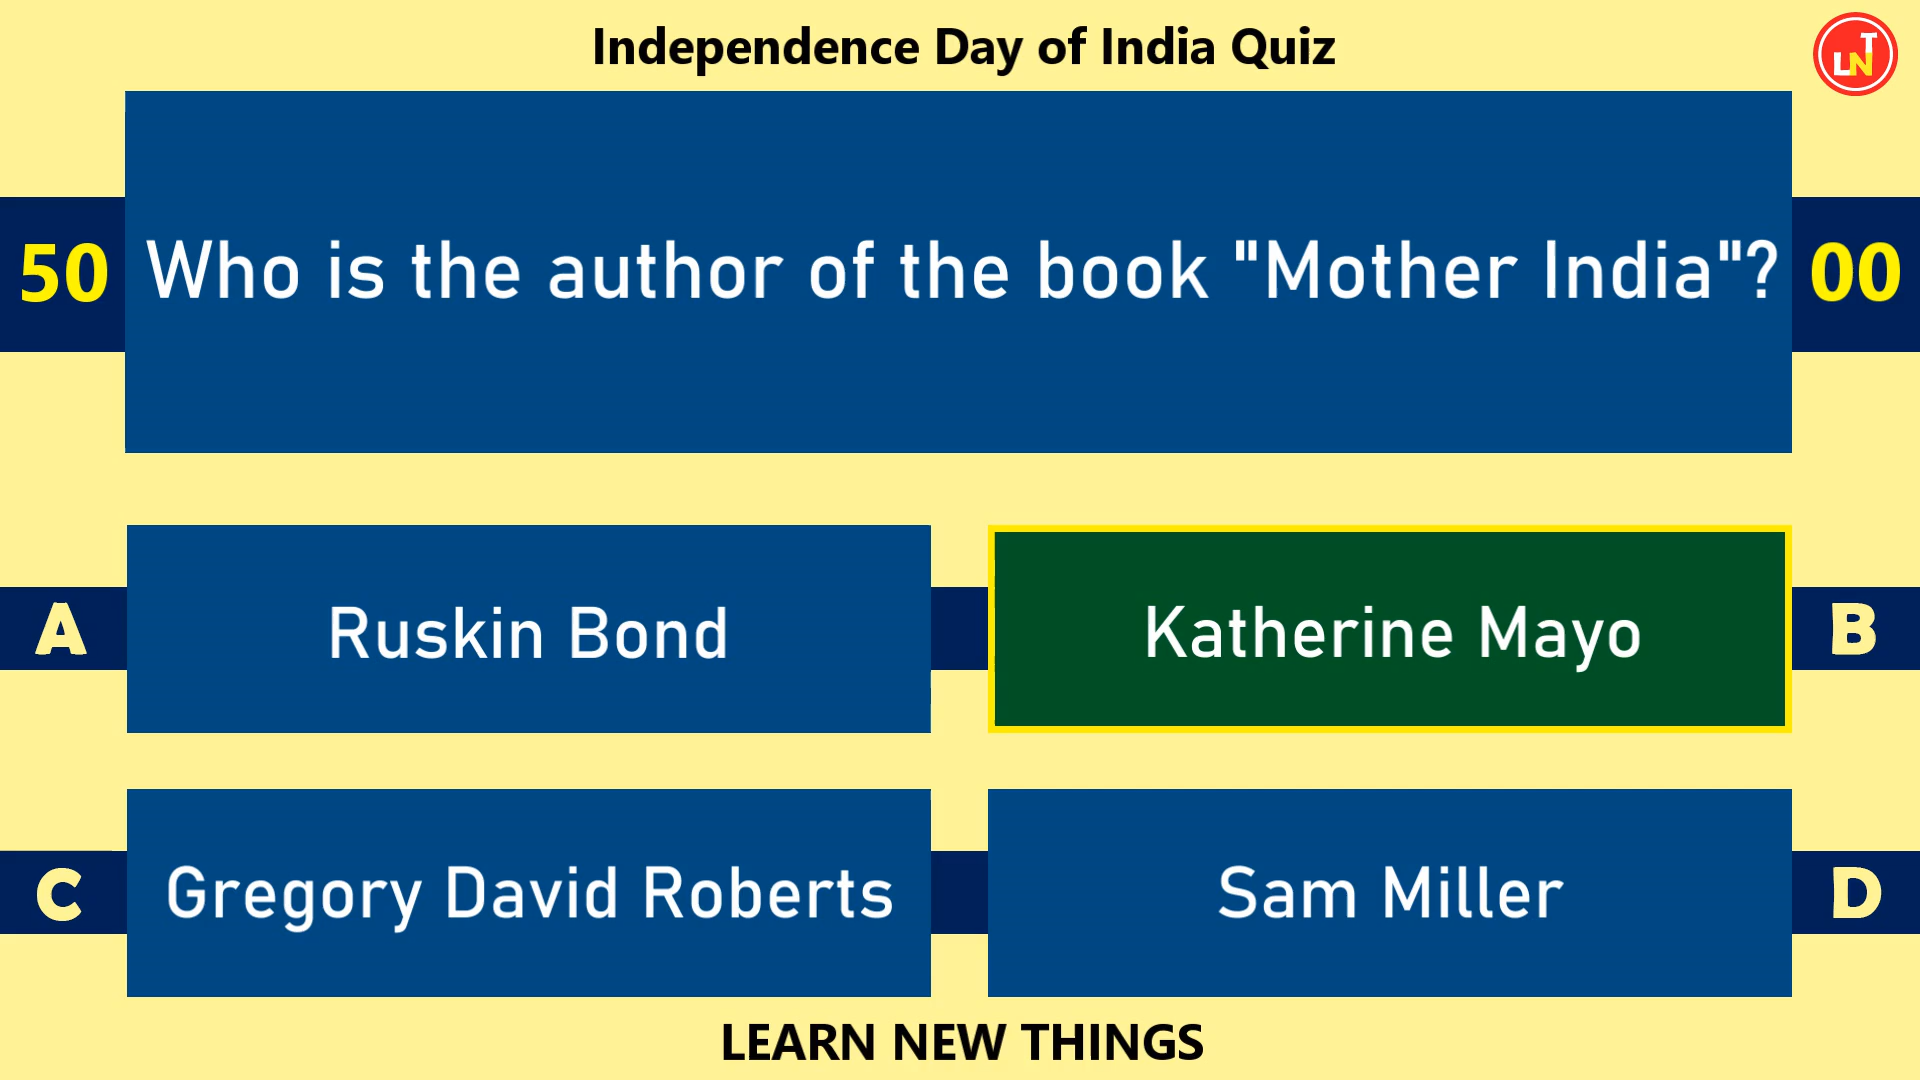 Independence Day of India Quiz
LNT
50
Who is the author of the book "Mother India"?
00
A
Ruskin Bond
Katherine Mayo
B
C
Gregory David Roberts
Sam Miller
D
LEARN NEW THINGS